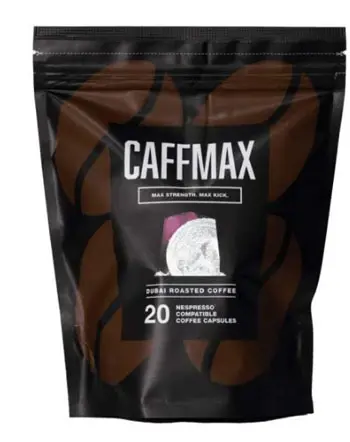 CAFFMAX
MAX STRENGTH. MAX KICK.
DUBAI ROASTED COFFEE
20 NESPRESSO
COMPATIBLE
COFFEE CAPSULES